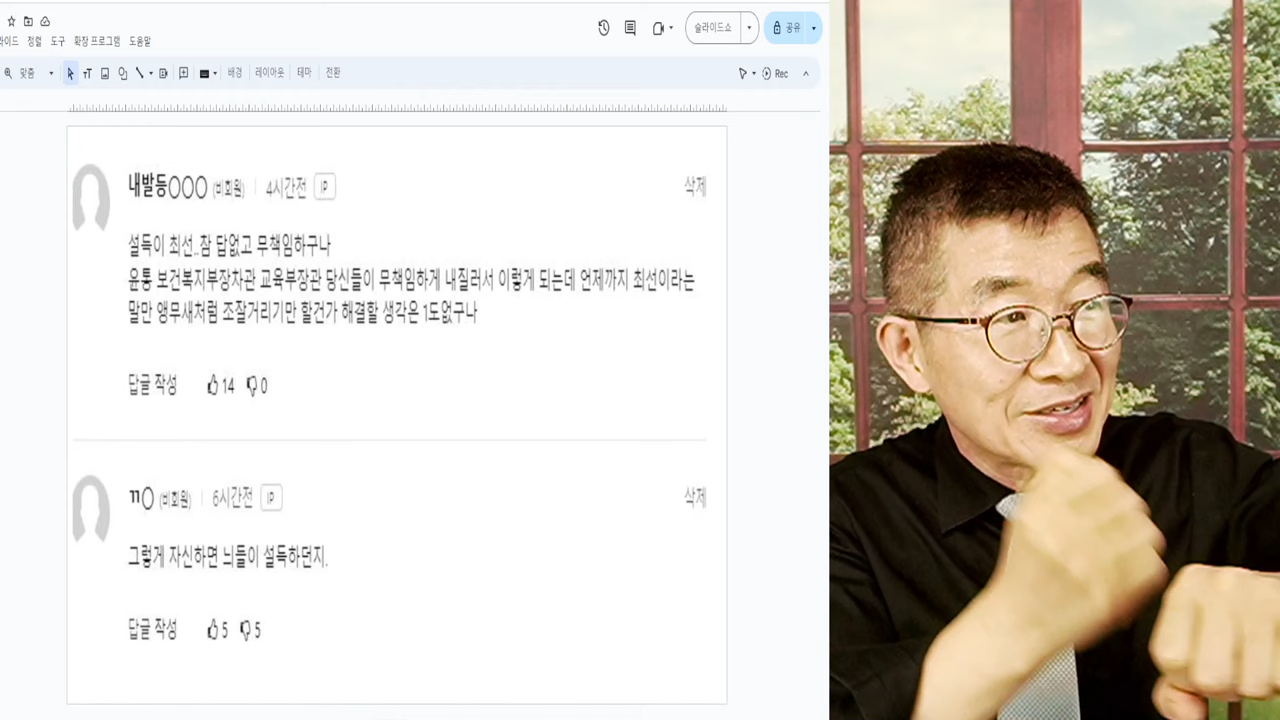 라이드 정렬 도구 확장 프로그램 도움말
슬라이드쇼
공유
맞춤
배경 레이아웃 테마 전환
Rec
내발등○○○ (비회원) 4시간전 IP
삭제
설득이 최선..참 답없고 무책임하구나
윤통 보건복지부장차관 교육부장관 당신들이 무책임하게 내질러서 이렇게 되는데 언제까지 최선이라는
말만 앵무새처럼 조잘거리기만 할건가 해결할 생각은 1도없구나
답글 작성 14 0
ㄲ○ (비회원) 6시간전 IP
삭제
그렇게 자신하면 늬들이 설득하던지.
답글 작성 5 5